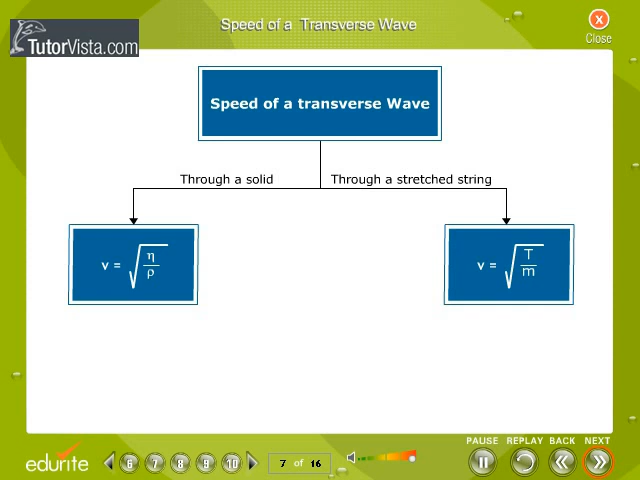 Speed of a Transverse Wave
X
Close
TutorVista.com
Speed of a transverse Wave
Through a solid
Through a stretched string
v = √(η/ρ)
v = √(T/m)
PAUSE REPLAY BACK NEXT
edurite
6 7 8 9 10
7 of 16